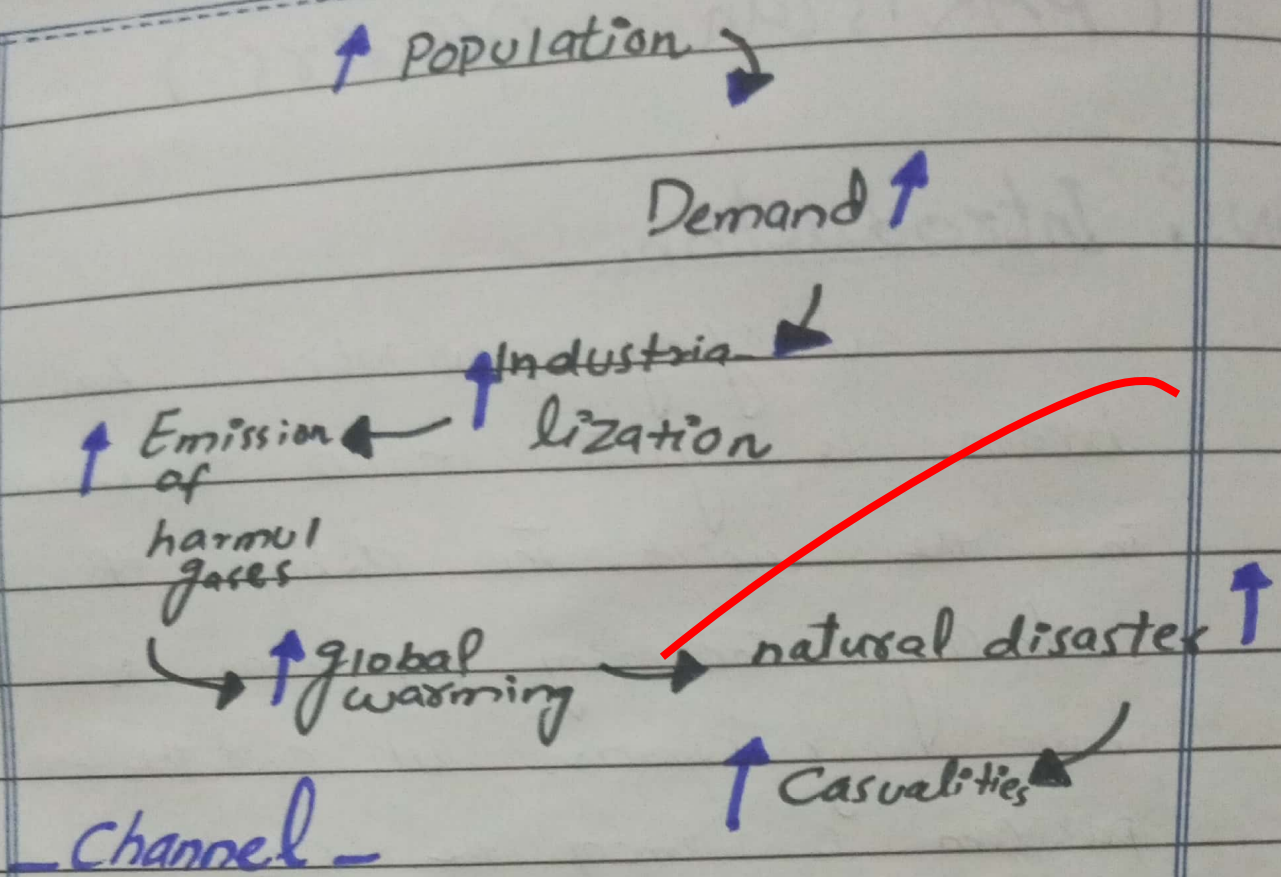 ↑ Population
Demand ↑
↑ Industria
lization
↑ Emission
of
harmul
gases
↑ global
warming
natural disaster ↑
↑ Casualities
- Channel -